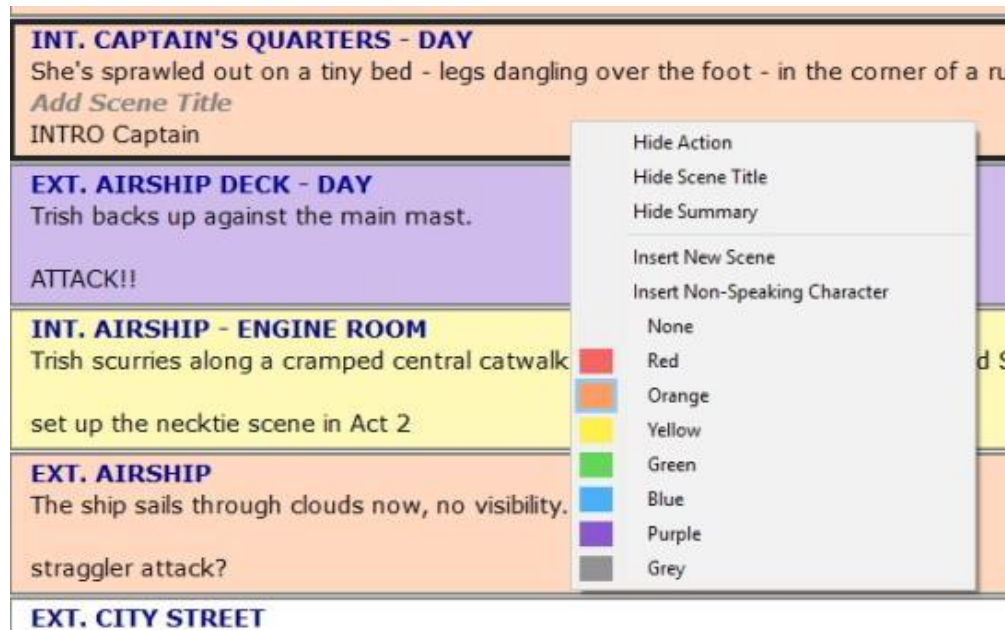 INT. CAPTAIN'S QUARTERS - DAY
She's sprawled out on a tiny bed - legs dangling over the foot - in the corner of a
Add Scene Title
INTRO Captain
EXT. AIRSHIP DECK - DAY
Trish backs up against the main mast.
ATTACK!!
INT. AIRSHIP - ENGINE ROOM
Trish scurries along a cramped central catwalk
set up the necktie scene in Act 2
EXT. AIRSHIP
The ship sails through clouds now, no visibility.
straggler attack?
EXT. CITY STREET
Hide Action
Hide Scene Title
Hide Summary
Insert New Scene
Insert Non-Speaking Character
None
Red
Orange
Yellow
Green
Blue
Purple
Grey